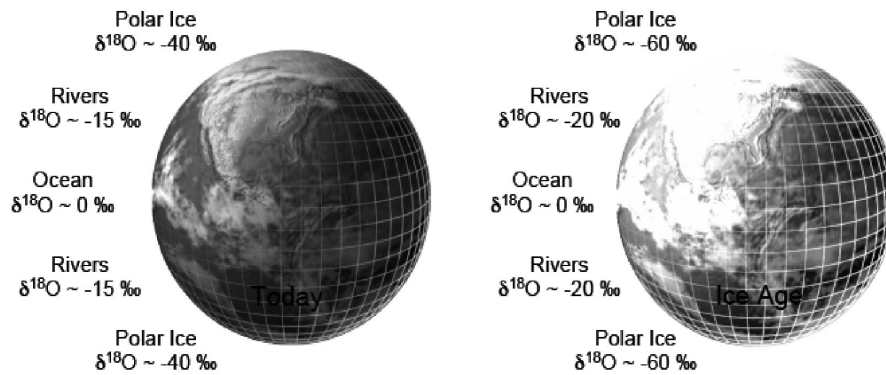 Polar Ice
δ¹⁸O ~ -40 ‰
Rivers
δ¹⁸O ~ -15 ‰
Ocean
δ¹⁸O ~ 0 ‰
Rivers
δ¹⁸O ~ -15 ‰
Polar Ice
δ¹⁸O ~ -40 ‰
Today
Polar Ice
δ¹⁸O ~ -60 ‰
Rivers
δ¹⁸O ~ -20 ‰
Ocean
δ¹⁸O ~ 0 ‰
Rivers
δ¹⁸O ~ -20 ‰
Polar Ice
δ¹⁸O ~ -60 ‰
Ice Age